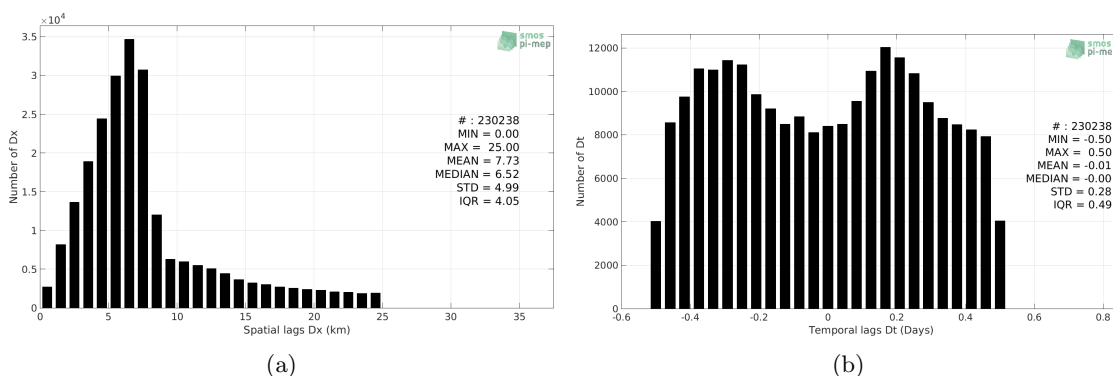 ×10⁴
3.5
3
2.5
2
1.5
1
0.5
0
0 5 10 15 20 25 30 35
Number of Dx
Spatial lags Dx (km)
smos
pi-mep
# : 230238
MIN = 0.00
MAX = 25.00
MEAN = 7.73
MEDIAN = 6.52
STD = 4.99
IQR = 4.05
(a)
12000
10000
8000
6000
4000
2000
0
-0.6 -0.4 -0.2 0 0.2 0.4 0.6 0.8
Number of Dt
Temporal lags Dt (Days)
smos
pi-me
# : 230238
MIN = -0.50
MAX = 0.50
MEAN = -0.01
MEDIAN = -0.00
STD = 0.28
IQR = 0.49
(b)